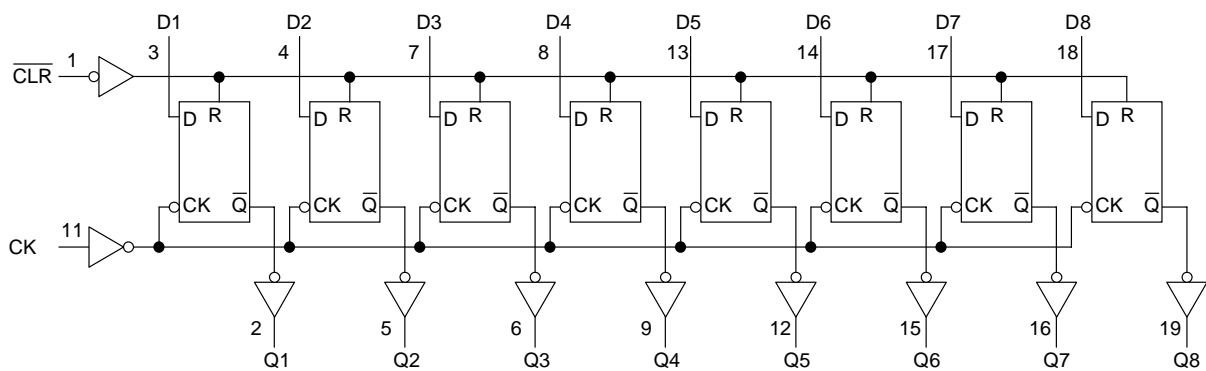 D1 D2 D3 D4 D5 D6 D7 D8
3 4 7 8 13 14 17 18
C̅L̅R̅ 1
D R D R D R D R D R D R D R D R
CK Q̅ CK Q̅ CK Q̅ CK Q̅ CK Q̅ CK Q̅ CK Q̅ CK Q̅
CK 11
2 5 6 9 12 15 16 19
Q1 Q2 Q3 Q4 Q5 Q6 Q7 Q8